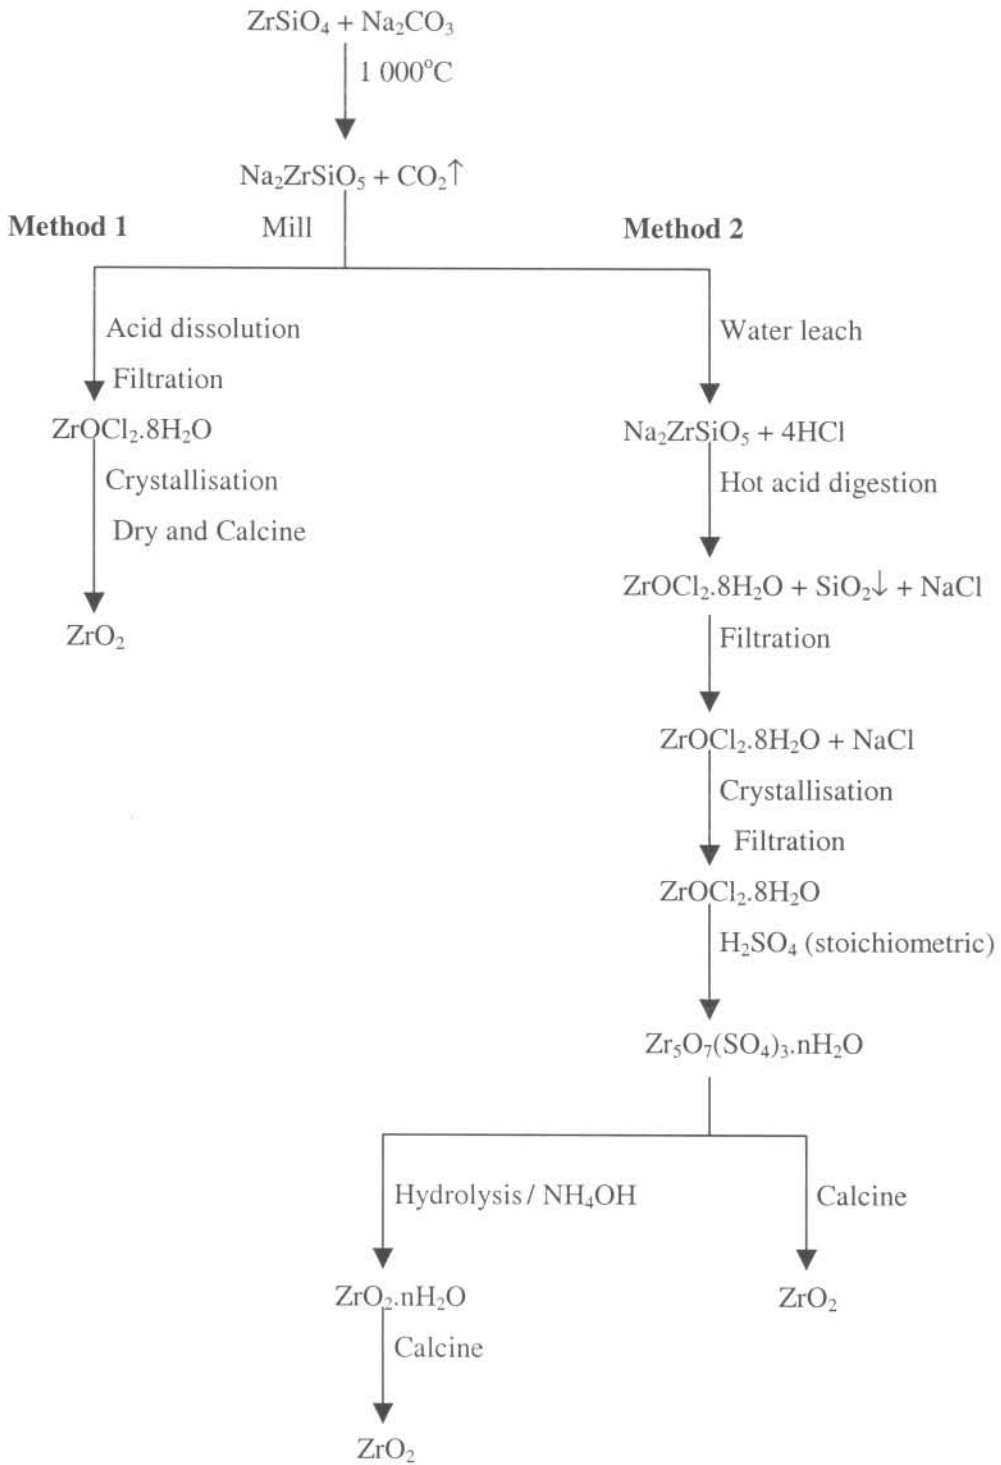 ZrSiO₄ + Na₂CO₃
1 000°C
Na₂ZrSiO₅ + CO₂↑
Method 1
Mill
Method 2
Acid dissolution
Filtration
ZrOCl₂.8H₂O
Crystallisation
Dry and Calcine
ZrO₂
Water leach
Na₂ZrSiO₅ + 4HCl
Hot acid digestion
ZrOCl₂.8H₂O + SiO₂↓ + NaCl
Filtration
ZrOCl₂.8H₂O + NaCl
Crystallisation
Filtration
ZrOCl₂.8H₂O
H₂SO₄ (stoichiometric)
Zr₅O₇(SO₄)₃.nH₂O
Hydrolysis / NH₄OH
ZrO₂.nH₂O
Calcine
ZrO₂
Calcine
ZrO₂